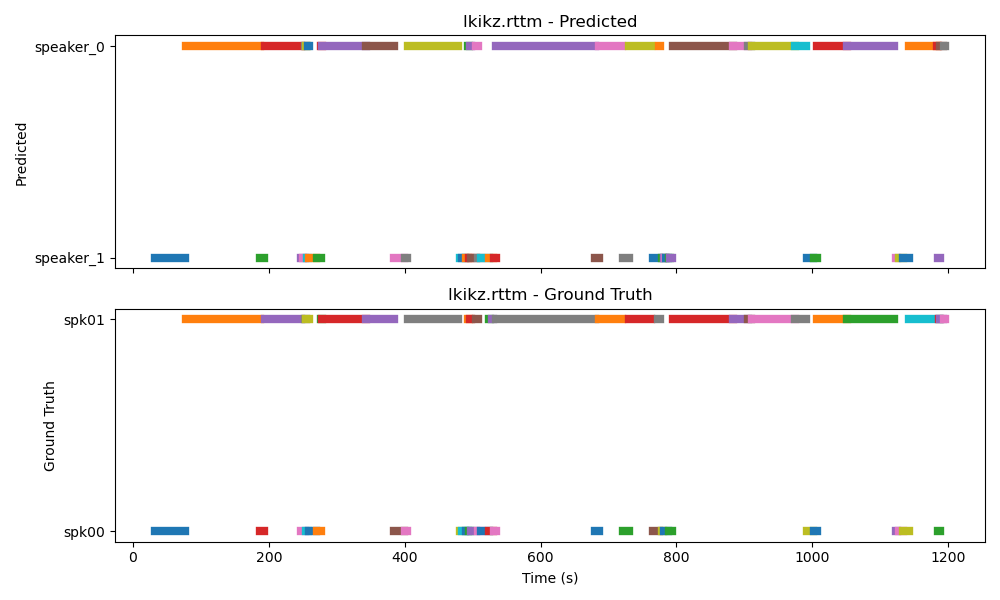 lkikz.rttm - Predicted
speaker_0
Predicted
speaker_1
lkikz.rttm - Ground Truth
spk01
Ground Truth
spk00
0 200 400 600 800 1000 1200
Time (s)